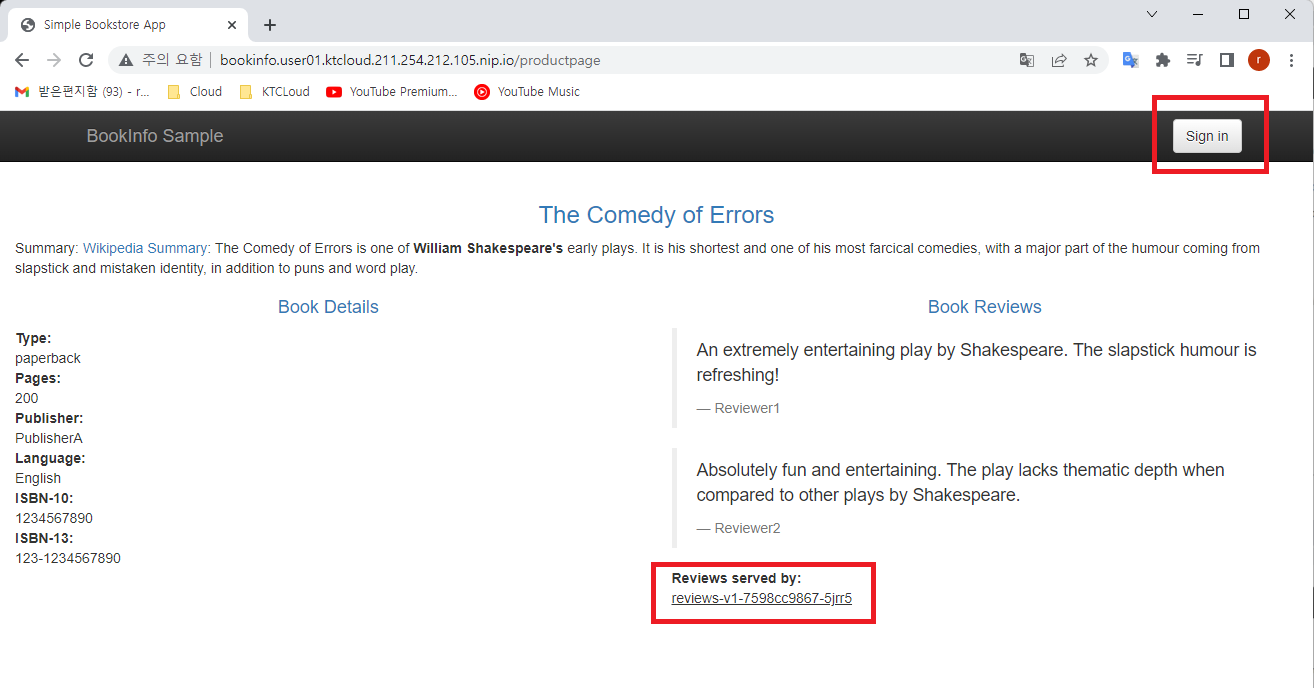 Simple Bookstore App
주의 요함 | bookinfo.user01.ktcloud.211.254.212.105.nip.io/productpage
r
받은편지함 (93) - r...
Cloud
KTCLoud
YouTube Premium...
YouTube Music
BookInfo Sample
Sign in
The Comedy of Errors
Summary: Wikipedia Summary: The Comedy of Errors is one of William Shakespeare's early plays. It is his shortest and one of his most farcical comedies, with a major part of the humour coming from
slapstick and mistaken identity, in addition to puns and word play.
Book Details
Type:
paperback
Pages:
200
Publisher:
PublisherA
Language:
English
ISBN-10:
1234567890
ISBN-13:
123-1234567890
Book Reviews
An extremely entertaining play by Shakespeare. The slapstick humour is
refreshing!
— Reviewer1
Absolutely fun and entertaining. The play lacks thematic depth when
compared to other plays by Shakespeare.
— Reviewer2
Reviews served by:
reviews-v1-7598cc9867-5jrr5